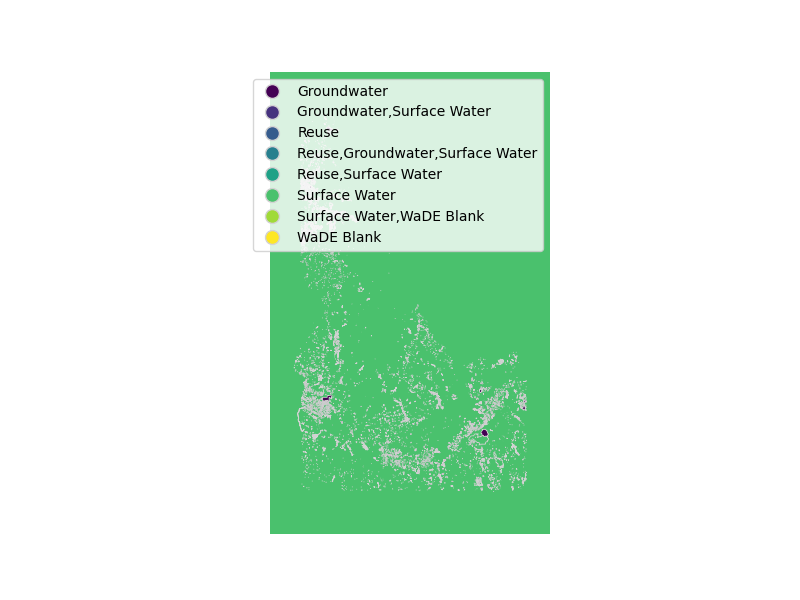 Groundwater
Groundwater,Surface Water
Reuse
Reuse,Groundwater,Surface Water
Reuse,Surface Water
Surface Water
Surface Water,WaDE Blank
WaDE Blank